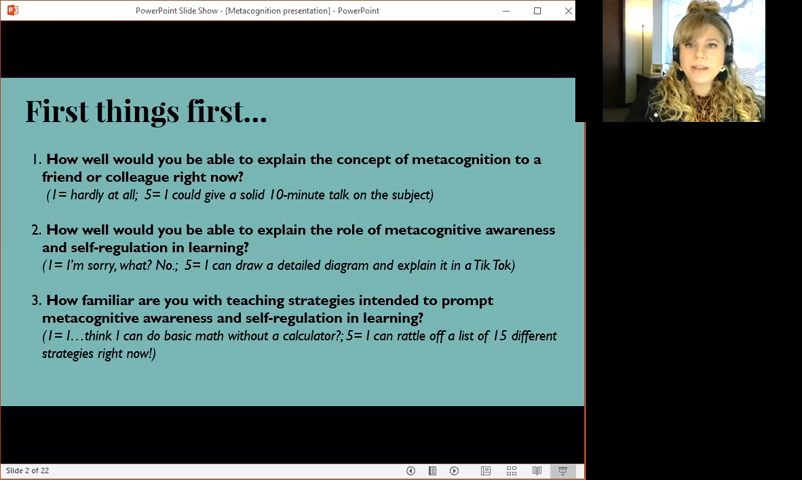 PowerPoint Slide Show - [Metacognition presentation] - PowerPoint
First things first...
1. How well would you be able to explain the concept of metacognition to a
friend or colleague right now?
(1= hardly at all; 5= I could give a solid 10-minute talk on the subject)
2. How well would you be able to explain the role of metacognitive awareness
and self-regulation in learning?
(1= I'm sorry, what? No.; 5= I can draw a detailed diagram and explain it in a Tik Tok)
3. How familiar are you with teaching strategies intended to prompt
metacognitive awareness and self-regulation in learning?
(1= I…think I can do basic math without a calculator?; 5= I can rattle off a list of 15 different
strategies right now!)
Slide 2 of 22